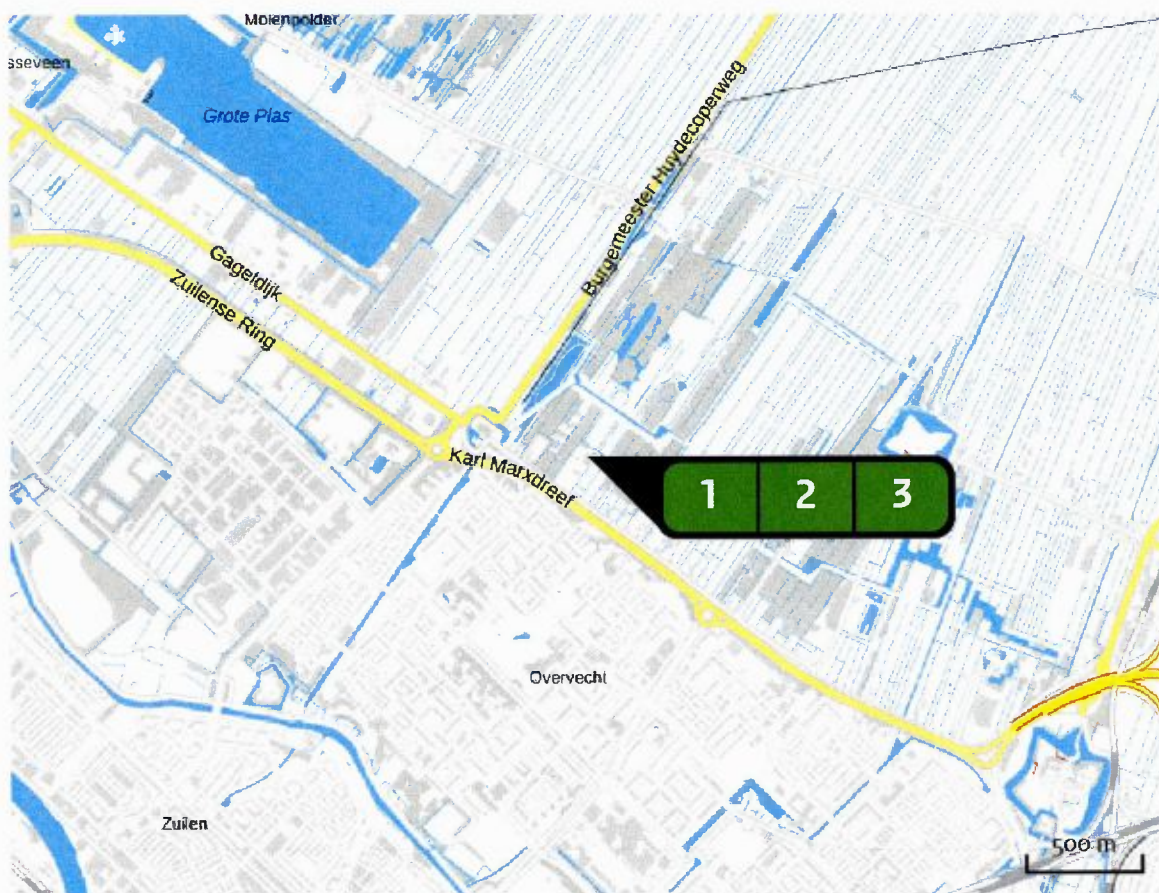 Molenpolder
sseveen
Grote Plas
Burgemeester Huydecoperweg
Gageldijk
Zuilense Ring
Karl Marxdreef
1 2 3
Overvecht
Zuilen
500 m